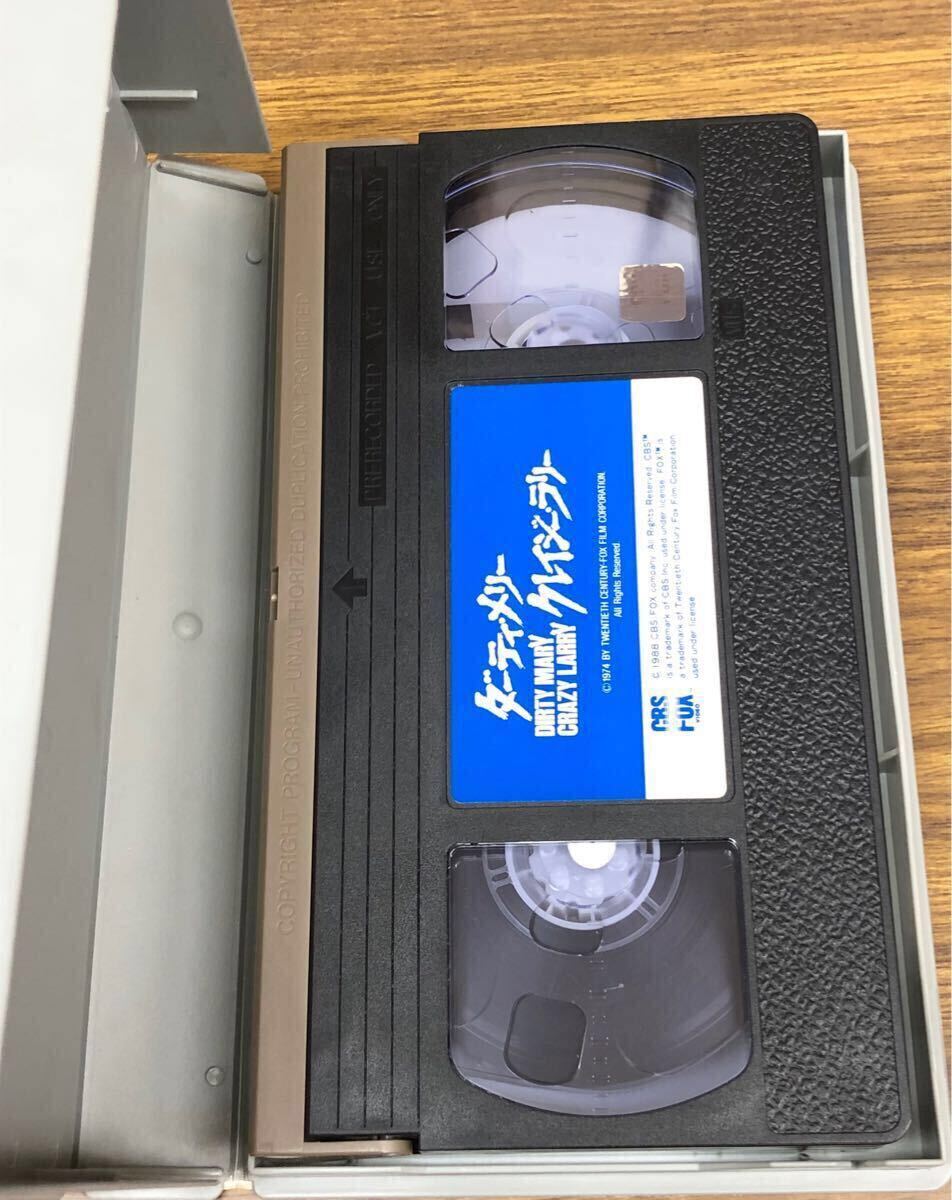 COPYRIGHT PROGRAM-UNAUTHORIZED DUPLICATION PROHIBITED
PRERECORDED VCT USE ONLY
ダーティ・メリー
DIRTY MARY
CRAZY LARRY
クレイジー・ラリー
©1974 BY TWENTIETH CENTURY-FOX FILM CORPORATION.
All Rights Reserved.
CBS
FOX
VIDEO
© 1988 CBS FOX company All Rights Reserved. CBS™
is a trademark of CBS Inc. used under license. FOX™ is
a trademark of Twentieth Century Fox Film Corporation
used under license
VHS